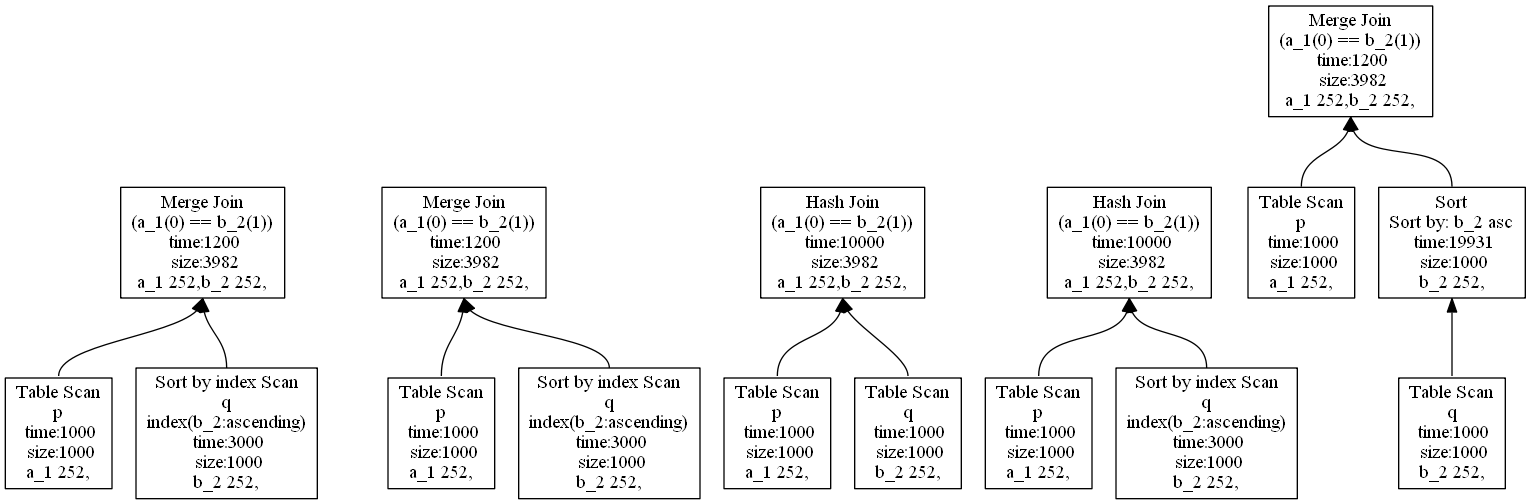 Merge Join
(a_1(0) == b_2(1))
time:1200
size:3982
a_1 252,b_2 252,
Merge Join
(a_1(0) == b_2(1))
time:1200
size:3982
a_1 252,b_2 252,
Merge Join
(a_1(0) == b_2(1))
time:1200
size:3982
a_1 252,b_2 252,
Hash Join
(a_1(0) == b_2(1))
time:10000
size:3982
a_1 252,b_2 252,
Hash Join
(a_1(0) == b_2(1))
time:10000
size:3982
a_1 252,b_2 252,
Table Scan
p
time:1000
size:1000
a_1 252,
Sort
Sort by: b_2 asc
time:19931
size:1000
b_2 252,
Table Scan
p
time:1000
size:1000
a_1 252,
Sort by index Scan
q
index(b_2:ascending)
time:3000
size:1000
b_2 252,
Table Scan
p
time:1000
size:1000
a_1 252,
Sort by index Scan
q
index(b_2:ascending)
time:3000
size:1000
b_2 252,
Table Scan
p
time:1000
size:1000
a_1 252,
Table Scan
q
time:1000
size:1000
b_2 252,
Table Scan
p
time:1000
size:1000
a_1 252,
Sort by index Scan
q
index(b_2:ascending)
time:3000
size:1000
b_2 252,
Table Scan
q
time:1000
size:1000
b_2 252,